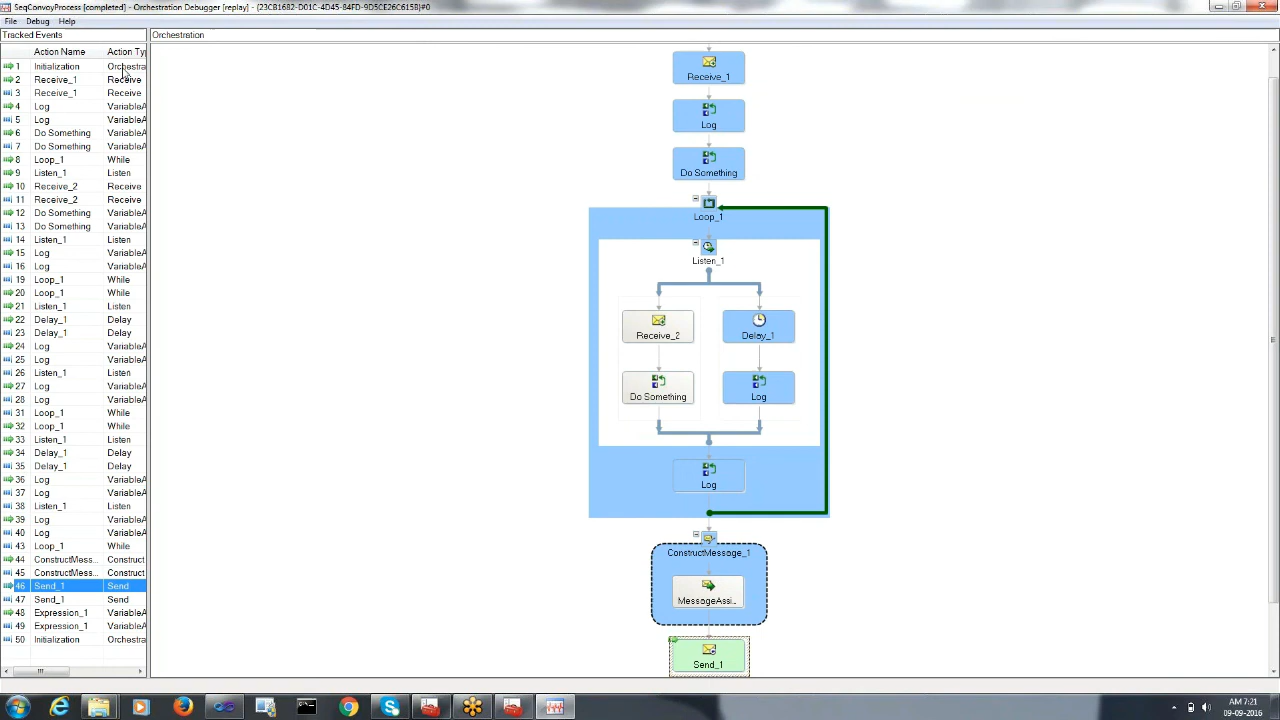 SeqConvoyProcess [completed] - Orchestration Debugger [replay] - {23CB1682-D01C-4D45-84FD-9D5CE26C615B}#0
File Debug Help
Tracked Events
Orchestration
Action Name Action Typ
1 Initialization Orchestra
2 Receive_1 Receive
3 Receive_1 Receive
4 Log VariableA
5 Log VariableA
6 Do Something VariableA
7 Do Something VariableA
8 Loop_1 While
9 Listen_1 Listen
10 Receive_2 Receive
11 Receive_2 Receive
12 Do Something VariableA
13 Do Something VariableA
14 Listen_1 Listen
15 Log VariableA
16 Log VariableA
19 Loop_1 While
20 Loop_1 While
21 Listen_1 Listen
22 Delay_1 Delay
23 Delay_1 Delay
24 Log VariableA
25 Log VariableA
26 Listen_1 Listen
27 Log VariableA
28 Log VariableA
31 Loop_1 While
32 Loop_1 While
33 Listen_1 Listen
34 Delay_1 Delay
35 Delay_1 Delay
36 Log VariableA
37 Log VariableA
38 Listen_1 Listen
39 Log VariableA
40 Log VariableA
43 Loop_1 While
44 ConstructMess... Construct
45 ConstructMess... Construct
46 Send_1 Send
47 Send_1 Send
48 Expression_1 VariableA
49 Expression_1 VariableA
50 Initialization Orchestra
Receive_1
Log
Do Something
Loop_1
Listen_1
Receive_2
Delay_1
Do Something
Log
Log
ConstructMessage_1
MessageAssi...
Send_1
AM 7:21
09-09-2016